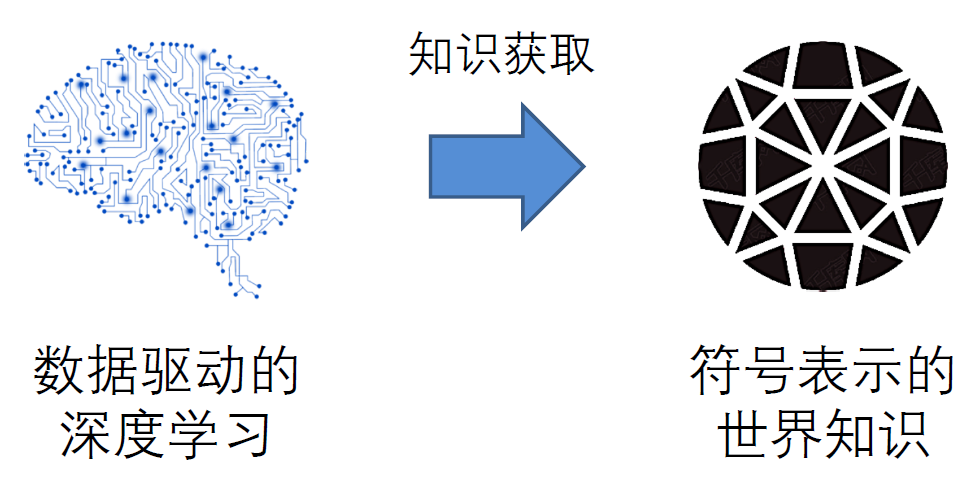 知识获取
数据驱动的
深度学习
符号表示的
世界知识